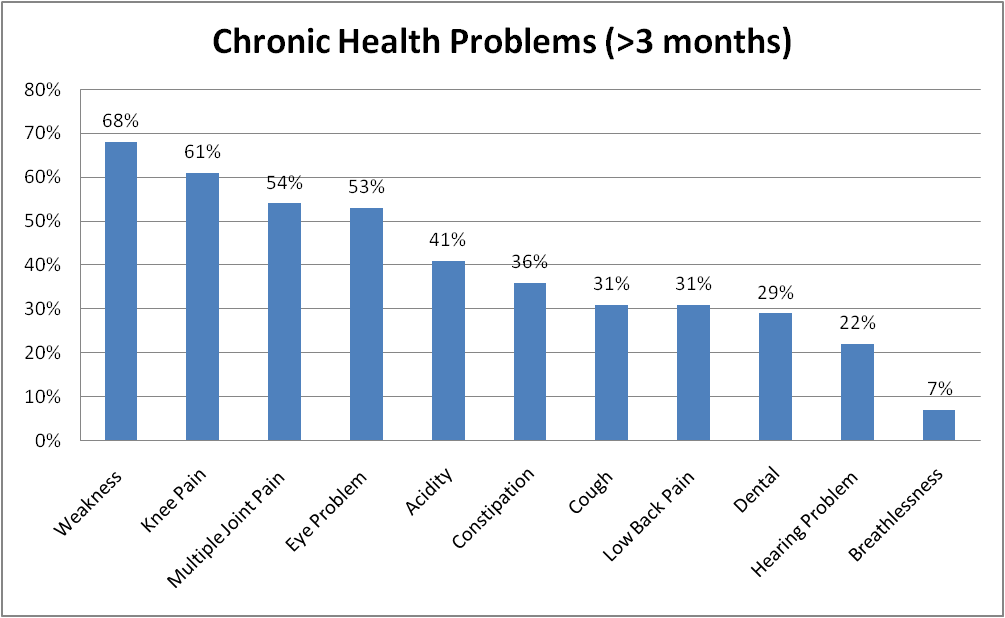 Chronic Health Problems (>3 months)
80%
70%
60%
50%
40%
30%
20%
10%
0%
68%
61%
54%
53%
41%
36%
31%
31%
29%
22%
7%
Weakness
Knee Pain
Multiple Joint Pain
Eye Problem
Acidity
Constipation
Cough
Low Back Pain
Dental
Hearing Problem
Breathlessness